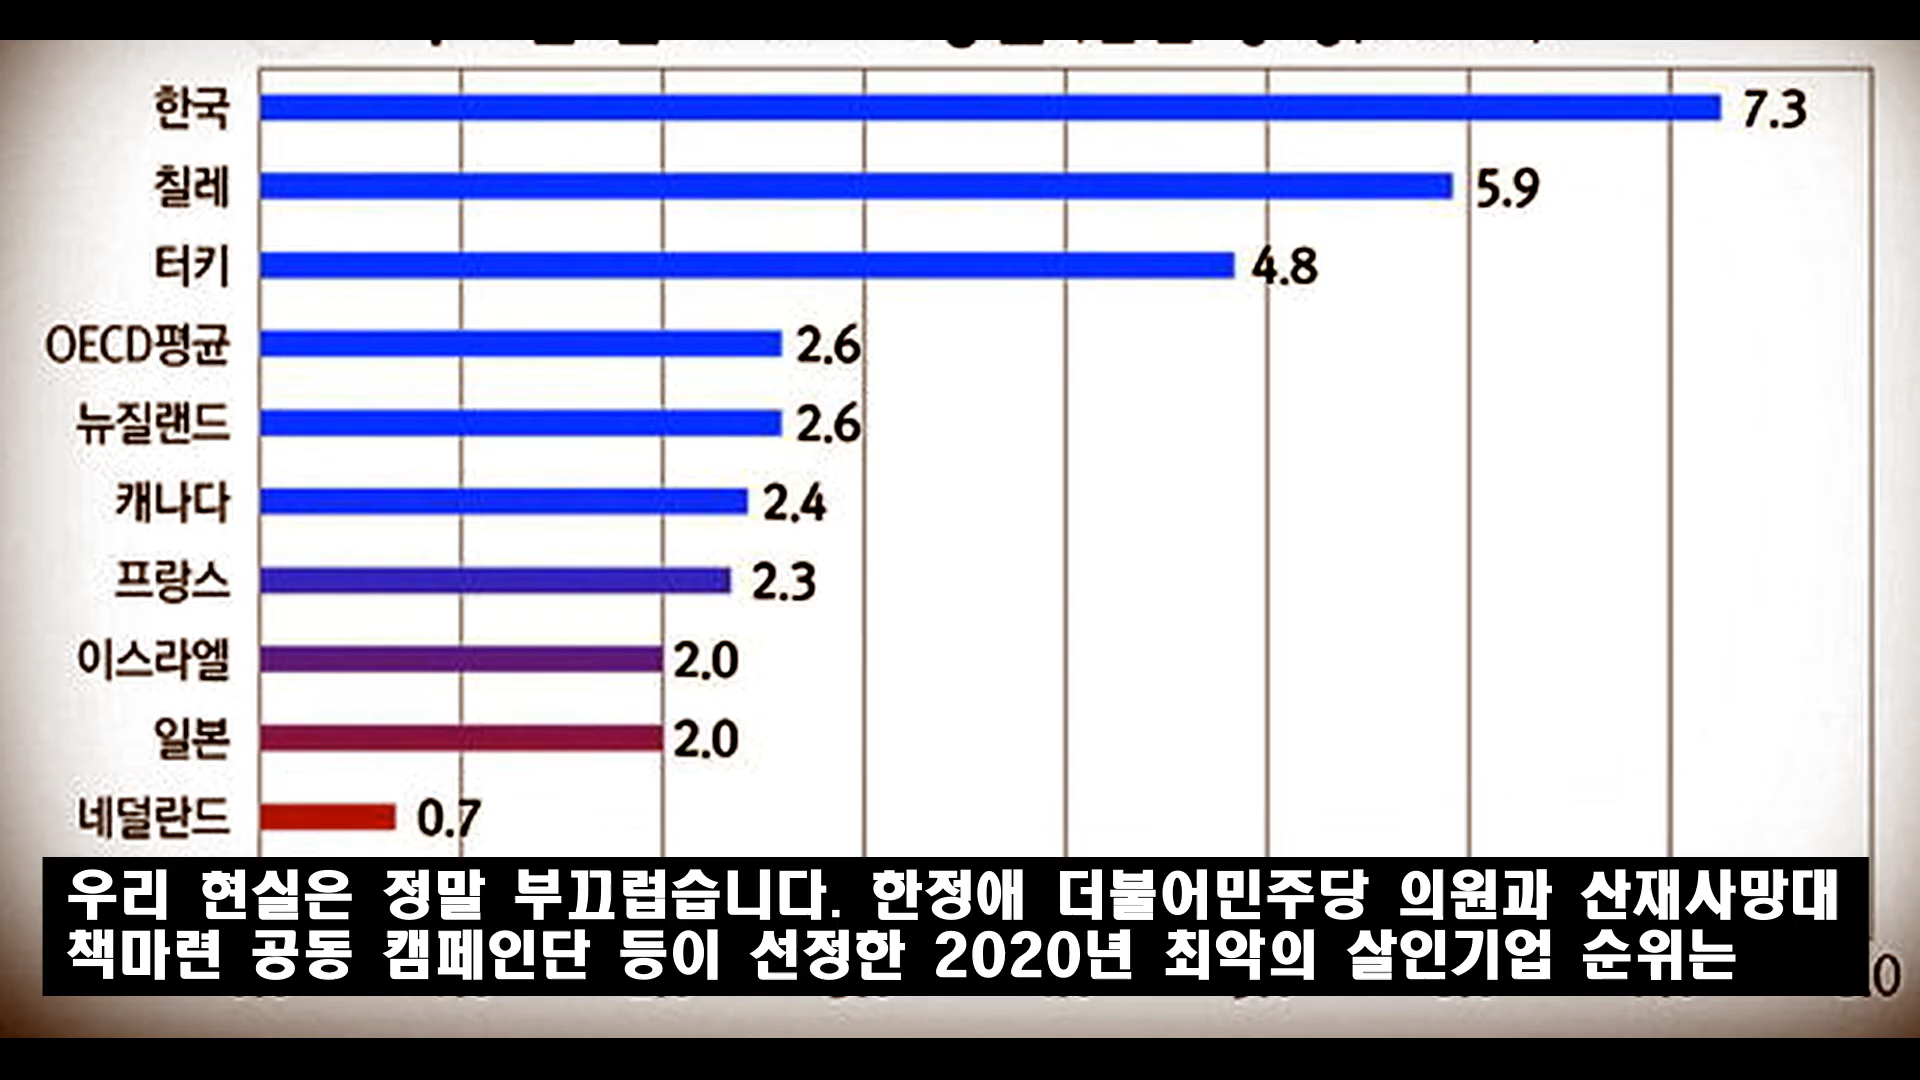 한국 7.3
칠레 5.9
터키 4.8
OECD평균 2.6
뉴질랜드 2.6
캐나다 2.4
프랑스 2.3
이스라엘 2.0
일본 2.0
네덜란드 0.7
우리 현실은 정말 부끄럽습니다. 한정애 더불어민주당 의원과 산재사망대
책마련 공동 캠페인단 등이 선정한 2020년 최악의 살인기업 순위는